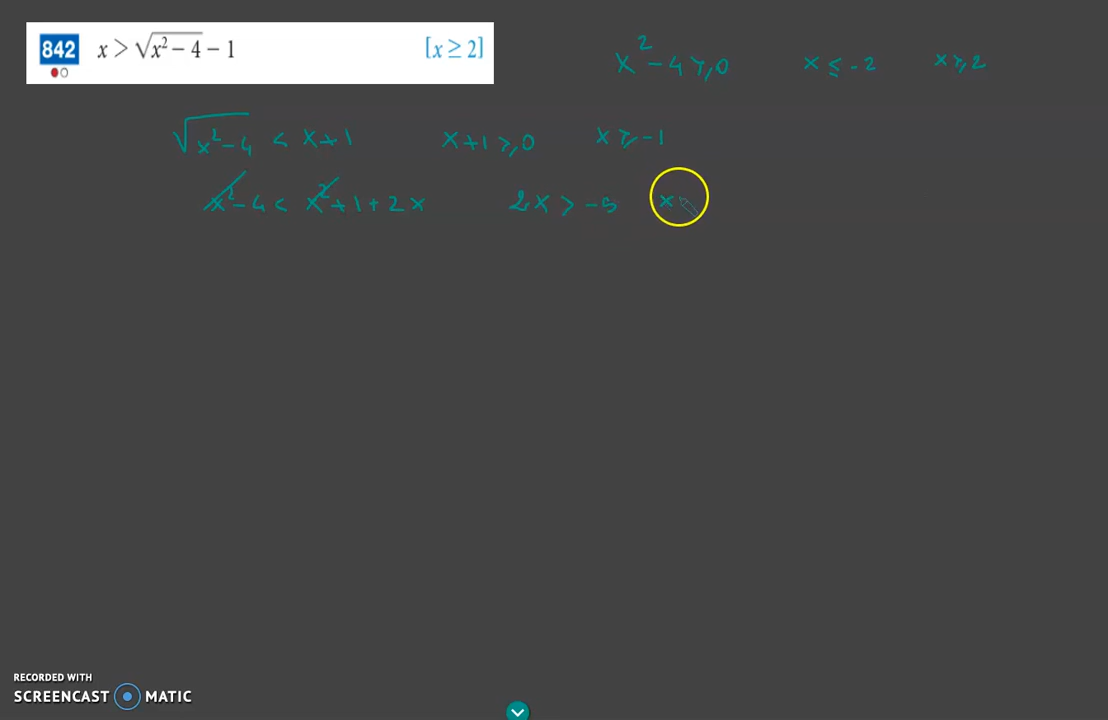 842 x > √x² − 4 − 1 [x ≥ 2]
x² − 4 ≥ 0 x ≤ −2 x ≥ 2
√x² − 4 < x + 1 x + 1 ≥ 0 x ≥ −1
x² − 4 < x² + 1 + 2x 2x > −5 x
RECORDED WITH
SCREENCAST MATIC